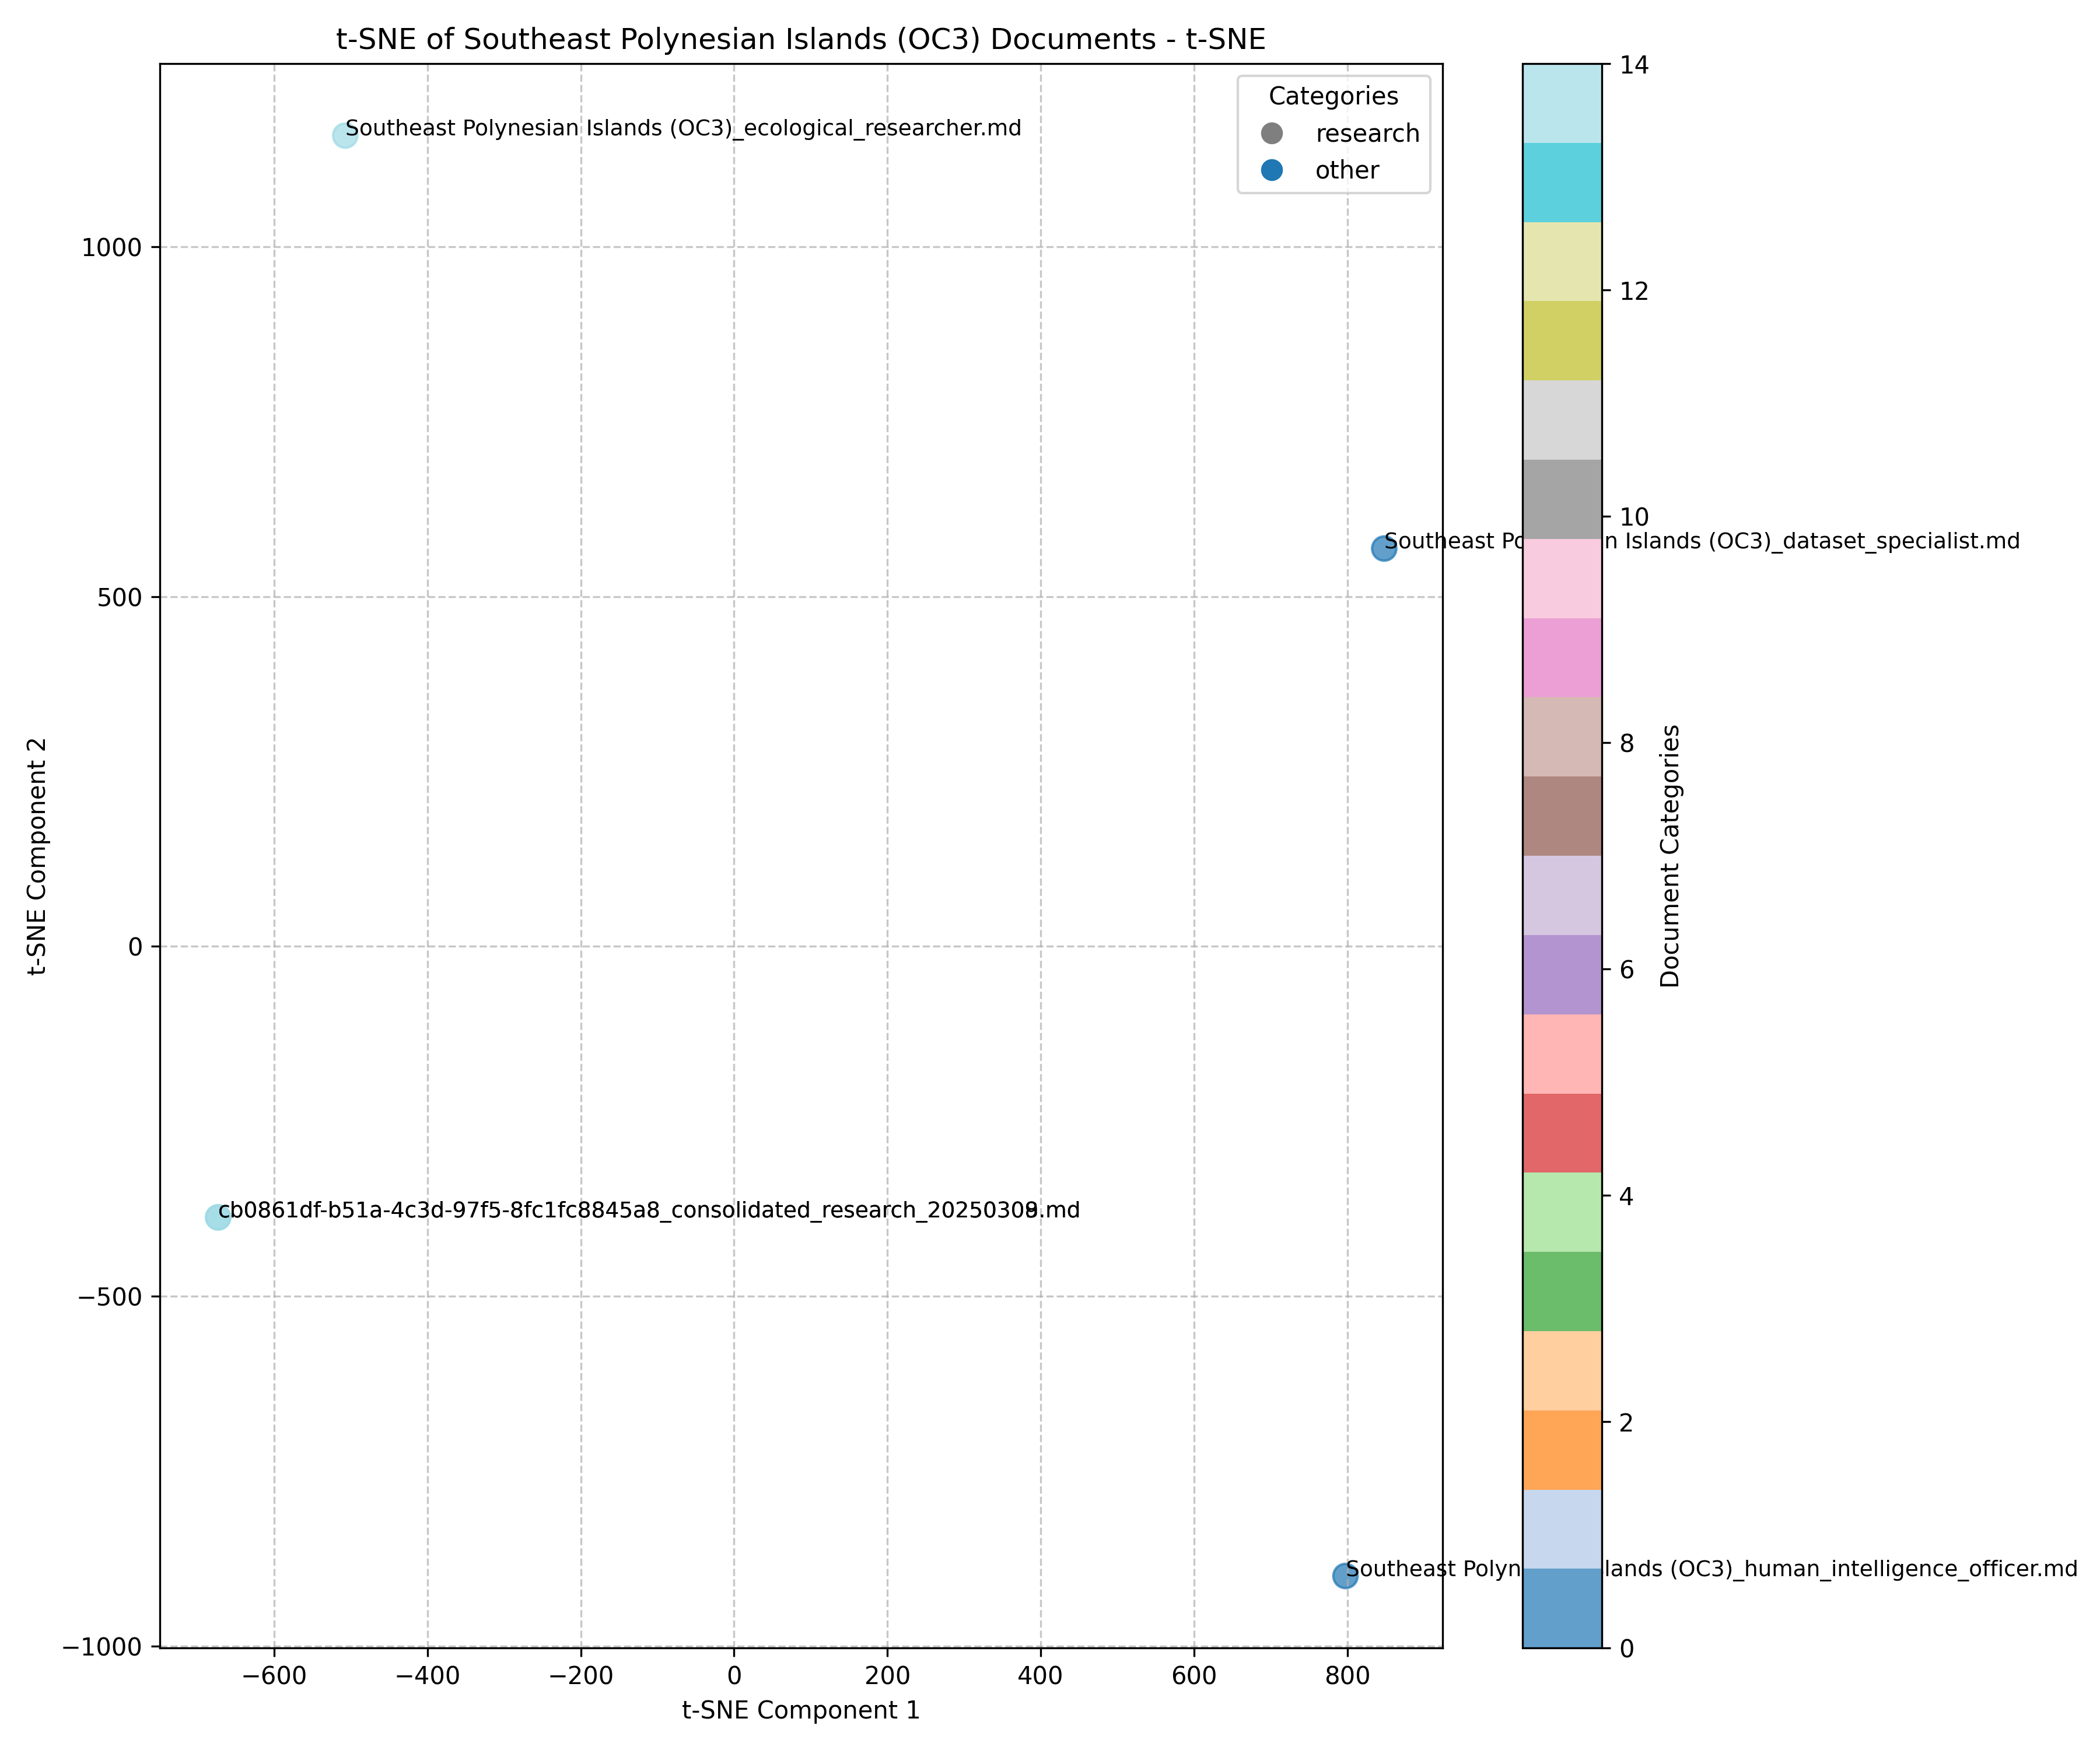 t-SNE of Southeast Polynesian Islands (OC3) Documents - t-SNE
Categories
research
other
Southeast Polynesian Islands (OC3)_ecological_researcher.md
Southeast Po n Islands (OC3)_dataset_specialist.md
cb0861df-b51a-4c3d-97f5-8fc1fc8845a8_consolidated_research_2025030 .md
Southeast Polyn lands (OC3)_human_intelligence_officer.md
1000
500
0
−500
−1000
t-SNE Component 2
−600
−400
−200
0
200
400
600
800
t-SNE Component 1
14
12
10
8
6
4
2
0
Document Categories